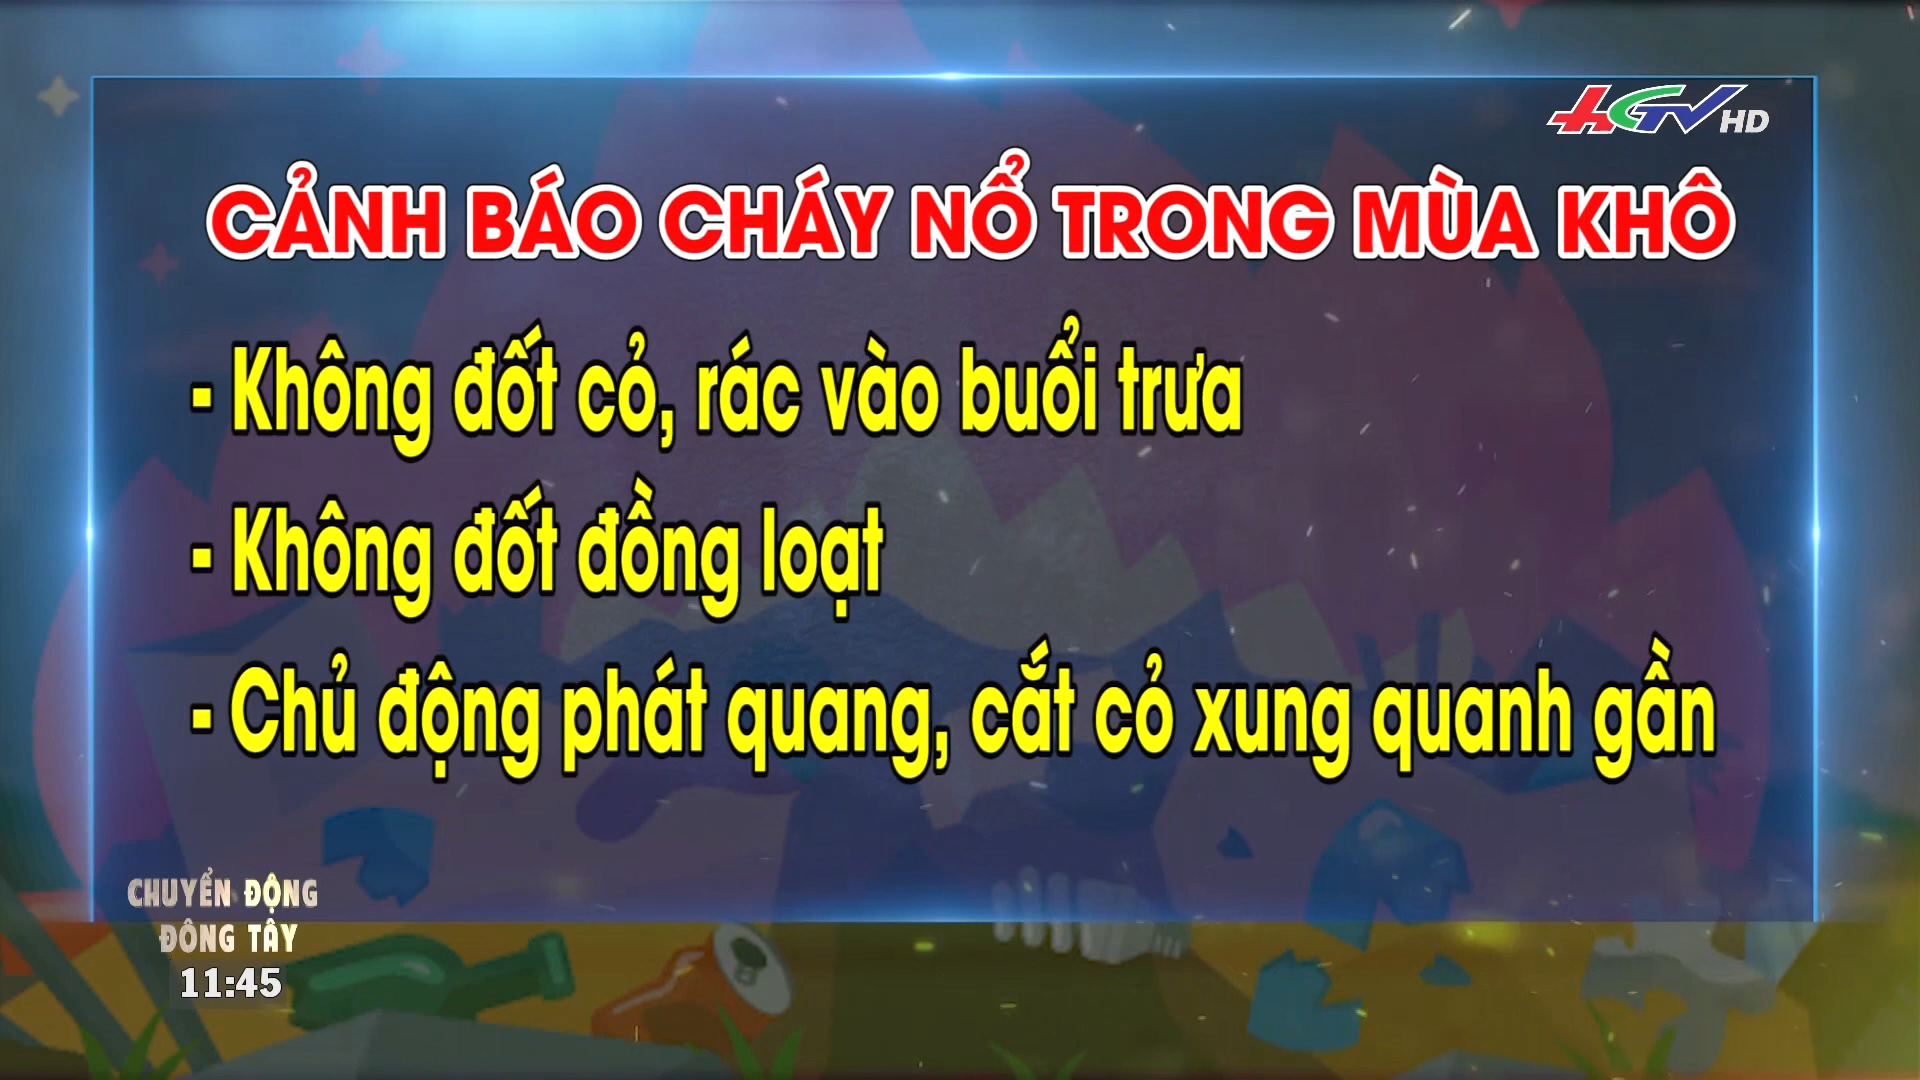 HGTV HD
CẢNH BÁO CHÁY NỔ TRONG MÙA KHÔ
- Không đốt cỏ, rác vào buổi trưa
- Không đốt đồng loạt
- Chủ động phát quang, cắt cỏ xung quanh gần
CHUYỂN ĐỘNG
ĐÔNG TÂY
11:45